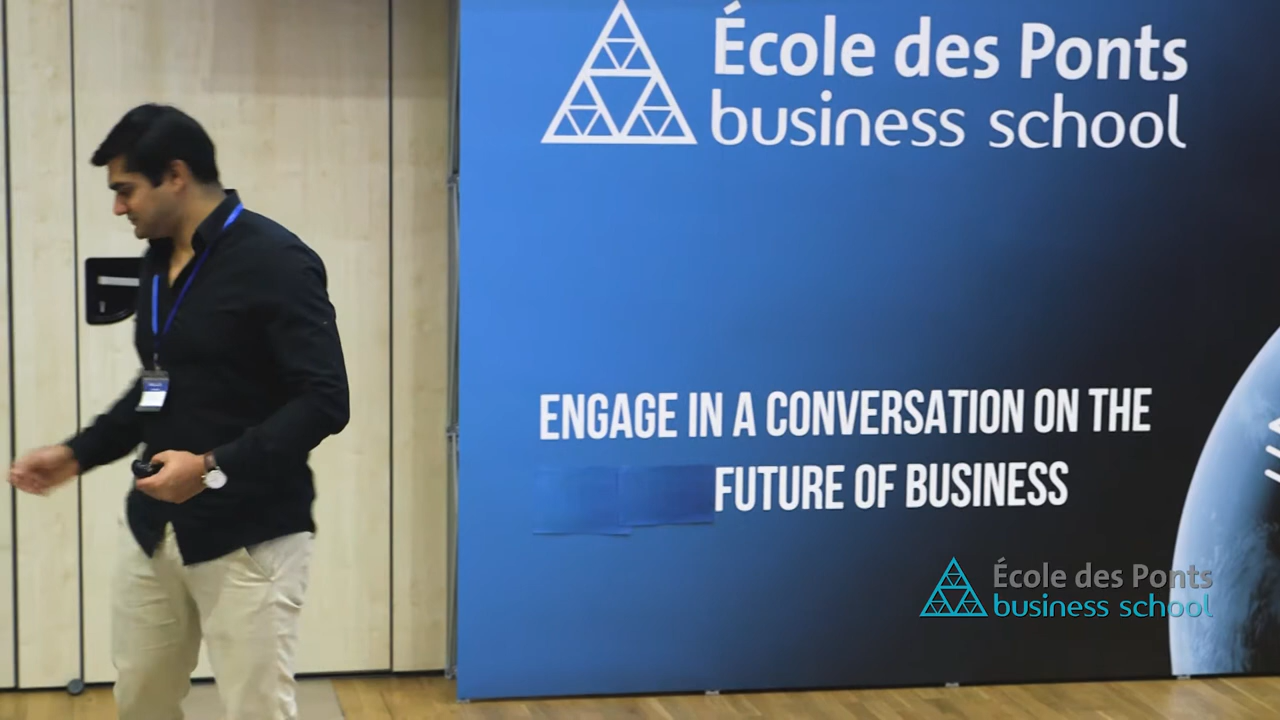 École des Ponts
business school
ENGAGE IN A CONVERSATION ON THE
FUTURE OF BUSINESS
École des Ponts
business school